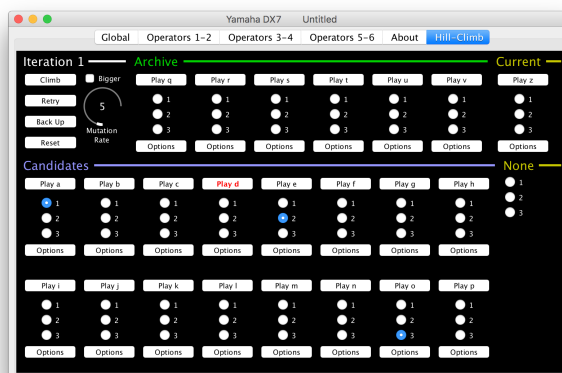 Yamaha DX7 Untitled
Global Operators 1-2 Operators 3-4 Operators 5-6 About Hill-Climb
Iteration 1 Archive Current
Climb Bigger Play q Play r Play s Play t Play u Play v Play z
Retry 5 1 1 1 1 1 1 1
Back Up 2 2 2 2 2 2 2
Mutation Rate 3 3 3 3 3 3 3
Reset Options Options Options Options Options Options Options
Candidates None
Play a Play b Play c Play d Play e Play f Play g Play h
1 1 1 1 1 1 1 1 1
2 2 2 2 2 2 2 2 2
3 3 3 3 3 3 3 3 3
Options Options Options Options Options Options Options Options
Play i Play j Play k Play l Play m Play n Play o Play p
1 1 1 1 1 1 1 1
2 2 2 2 2 2 2 2
3 3 3 3 3 3 3 3
Options Options Options Options Options Options Options Options